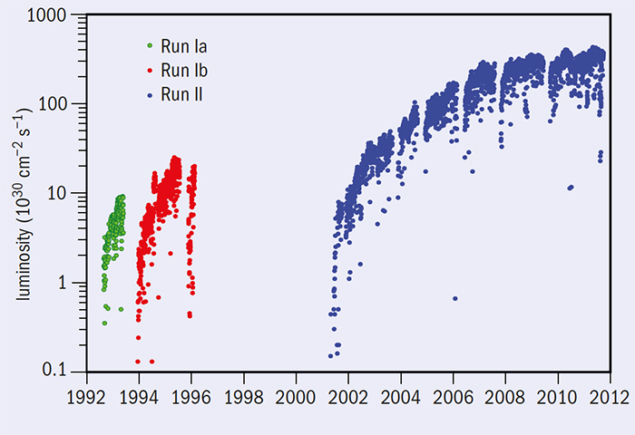 1000
100
10
1
0.1
luminosity (10³⁰ cm⁻² s⁻¹)
Run Ia
Run Ib
Run II
1992 1994 1996 1998 2000 2002 2004 2006 2008 2010 2012